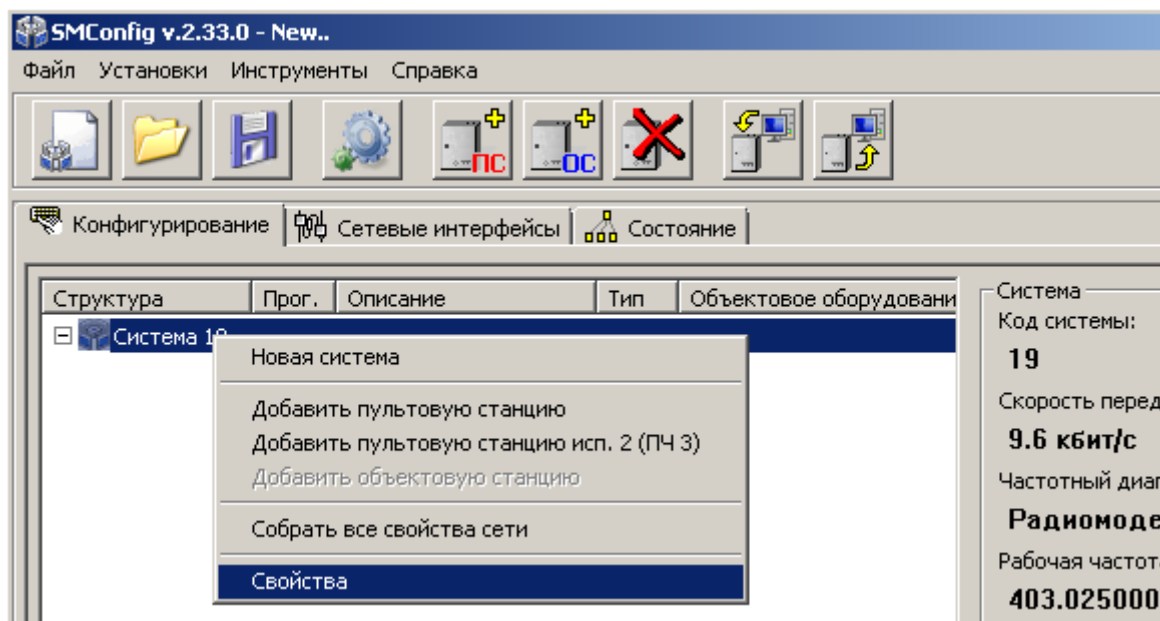 SMConfig v.2.33.0 - New..
Файл Установки Инструменты Справка
ПС ОС
Конфигурирование Сетевые интерфейсы Состояние
Структура Прог. Описание Тип Объектовое оборудовани
Система
Код системы:
Система 19
19
Новая система
Скорость перед
Добавить пультовую станцию
9.6 кбит/с
Добавить пультовую станцию исп. 2 (ПЧ 3)
Добавить объектовую станцию
Частотный диап
Радиомоде
Собрать все свойства сети
Рабочая частота
Свойства
403.025000